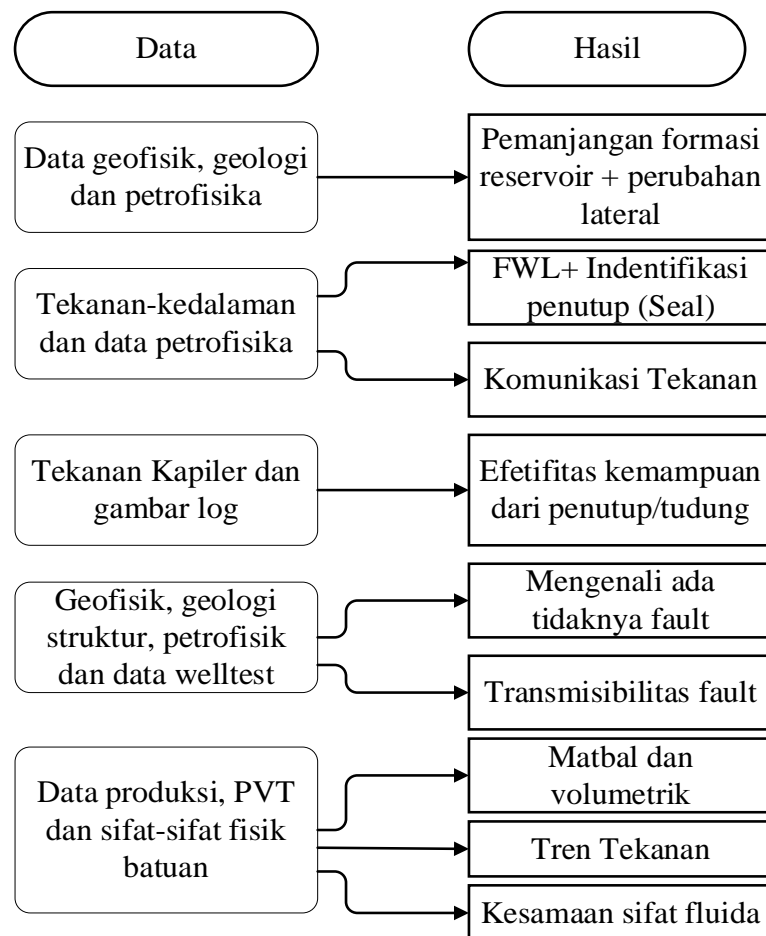 Data
Hasil
Data geofisik, geologi
dan petrofisika
Pemanjangan formasi
reservoir + perubahan
lateral
Tekanan-kedalaman
dan data petrofisika
FWL+ Indentifikasi
penutup (Seal)
Komunikasi Tekanan
Tekanan Kapiler dan
gambar log
Efetifitas kemampuan
dari penutup/tudung
Geofisik, geologi
struktur, petrofisik
dan data welltest
Mengenali ada
tidaknya fault
Transmisibilitas fault
Data produksi, PVT
dan sifat-sifat fisik
batuan
Matbal dan
volumetrik
Tren Tekanan
Kesamaan sifat fluida